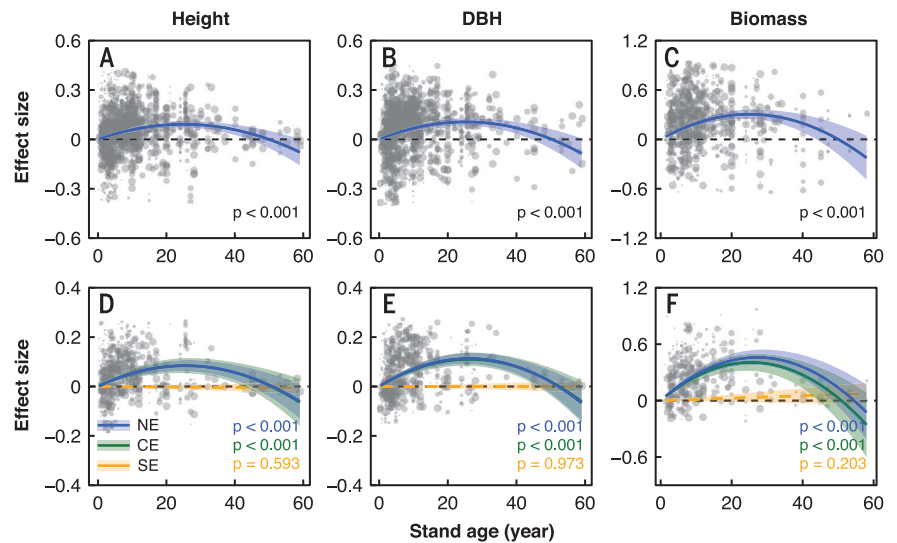 Height
DBH
Biomass
Effect size
0.6
0.3
0
−0.3
−0.6
A
p < 0.001
0 20 40 60
0.6
0.3
0
−0.3
−0.6
B
p < 0.001
0 20 40 60
1.2
0.6
0
−0.6
−1.2
C
p < 0.001
0 20 40 60
Effect size
0.4
0.2
0
−0.2
−0.4
D
NE p < 0.001
CE p < 0.001
SE p = 0.593
0 20 40 60
0.4
0.2
0
−0.2
−0.4
E
p < 0.001
p < 0.001
p = 0.973
0 20 40 60
1.2
0.6
0
−0.6
F
p < 0.001
p < 0.001
p = 0.203
0 20 40 60
Stand age (year)